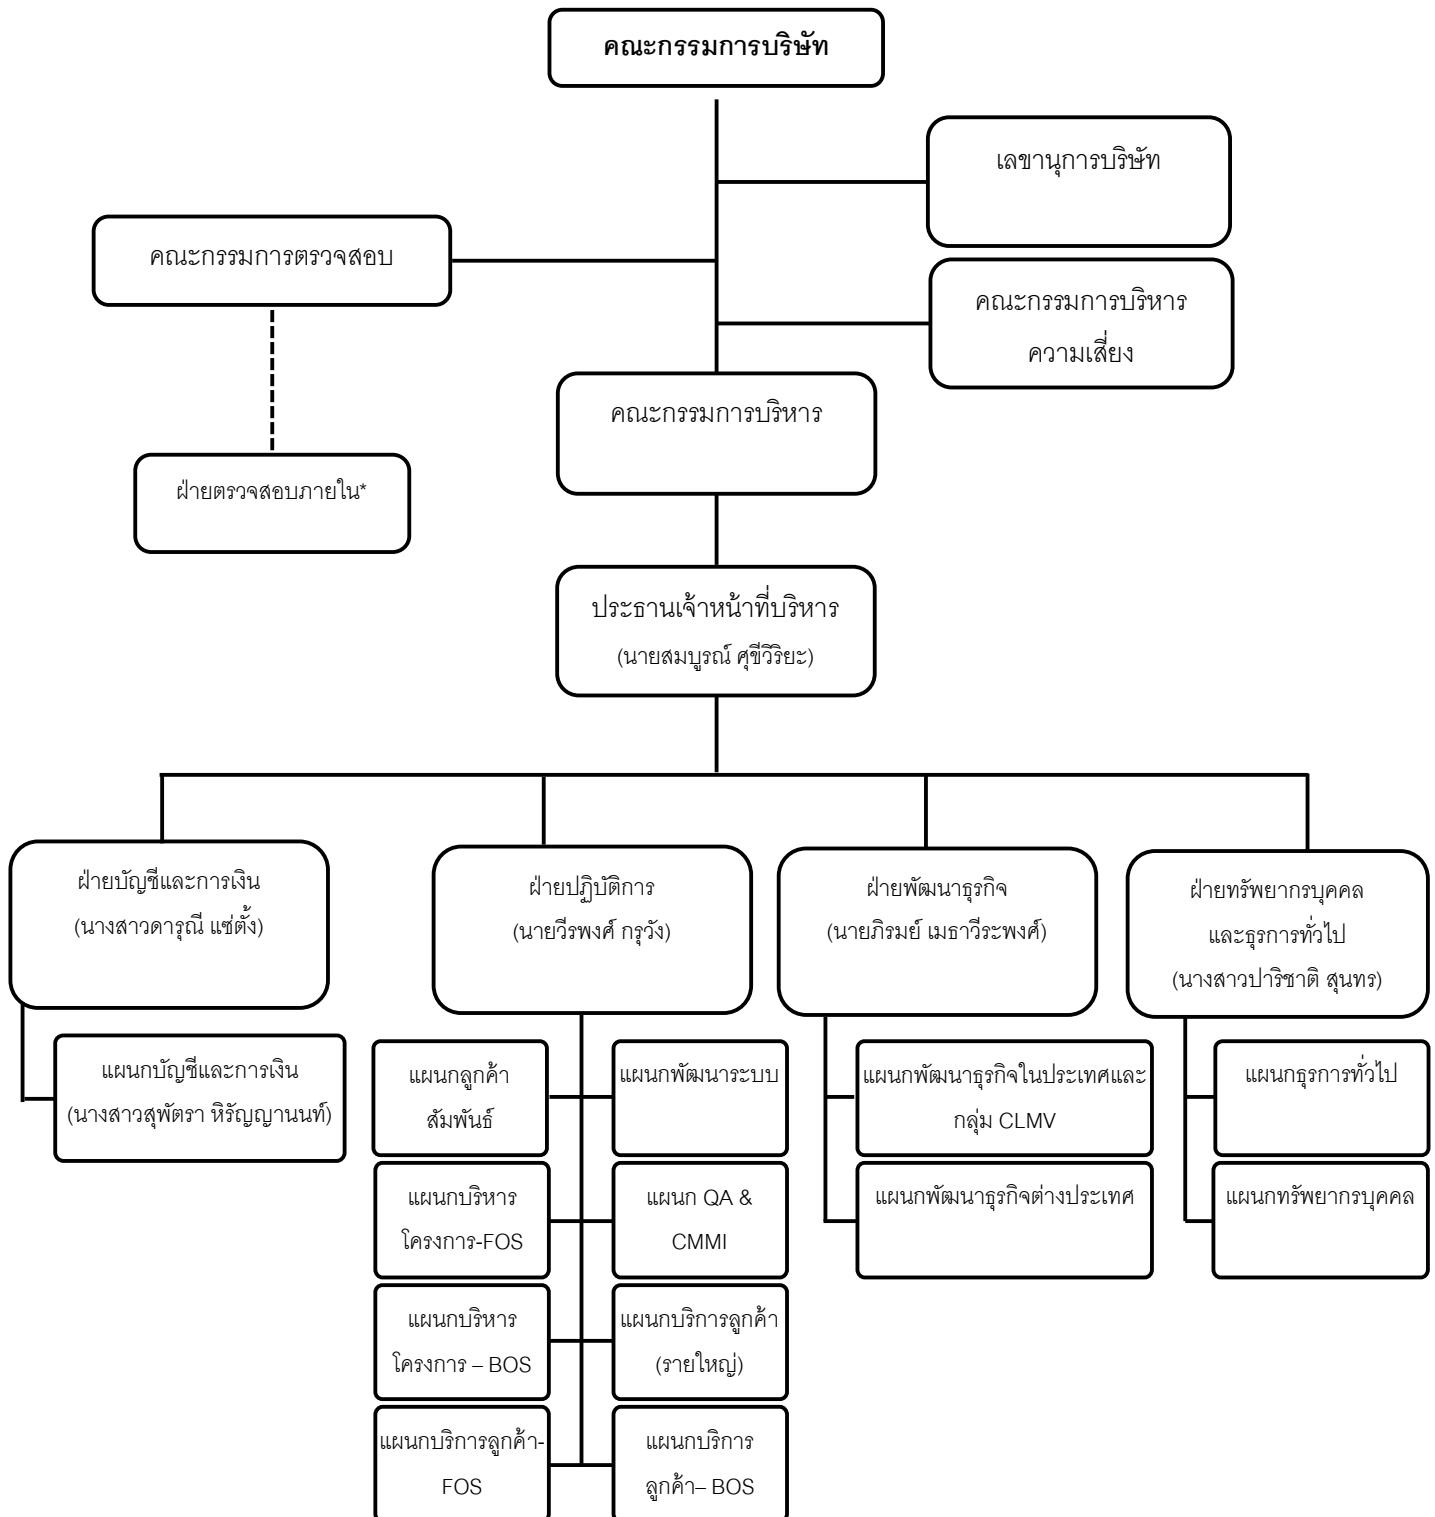 คณะกรรมการบริษัท
เลขานุการบริษัท
คณะกรรมการตรวจสอบ
คณะกรรมการบริหาร
ความเสี่ยง
คณะกรรมการบริหาร
ฝ่ายตรวจสอบภายใน*
ประธานเจ้าหน้าที่บริหาร
(นายสมบูรณ์ ศุขีวิริยะ)
ฝ่ายบัญชีและการเงิน
(นางสาวดารุณี แซ่ตั้ง)
ฝ่ายปฏิบัติการ
(นายวีรพงศ์ กรุวัง)
ฝ่ายพัฒนาธุรกิจ
(นายภิรมย์ เมธาวีระพงศ์)
ฝ่ายทรัพยากรบุคคล
และธุรการทั่วไป
(นางสาวปาริชาติ สุนทร)
แผนกบัญชีและการเงิน
(นางสาวสุพัตรา หิรัญญานนท์)
แผนกลูกค้า
สัมพันธ์
แผนกพัฒนาระบบ
แผนกพัฒนาธุรกิจในประเทศและ
กลุ่ม CLMV
แผนกธุรการทั่วไป
แผนกบริหาร
โครงการ-FOS
แผนก QA &
CMMI
แผนกพัฒนาธุรกิจต่างประเทศ
แผนกทรัพยากรบุคคล
แผนกบริหาร
โครงการ – BOS
แผนกบริการลูกค้า
(รายใหญ่)
แผนกบริการลูกค้า-
FOS
แผนกบริการ
ลูกค้า– BOS